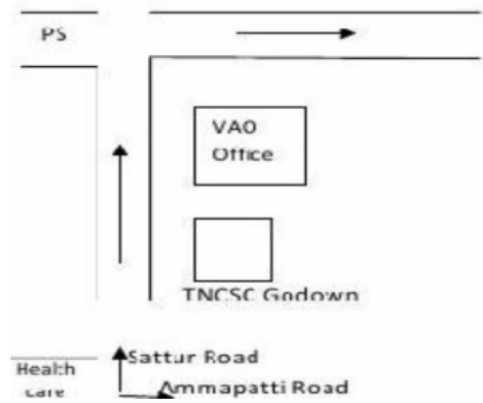 PS
VAO
Office
TNCSC Godown
Sattur Road
Health
care
Ammapatti Road